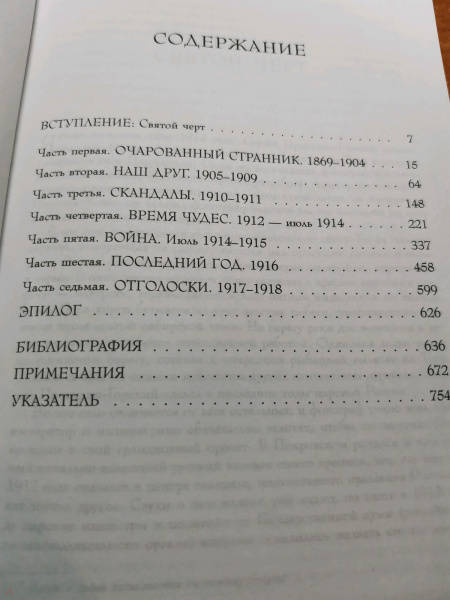 СОДЕРЖАНИЕ
ВСТУПЛЕНИЕ: Святой черт . . . . . . . . . . . . . . . . . . . . . 7
Часть первая. ОЧАРОВАННЫЙ СТРАННИК. 1869–1904 . . . . 15
Часть вторая. НАШ ДРУГ. 1905–1909 . . . . . . . . . . . . . . . 64
Часть третья. СКАНДАЛЫ. 1910–1911 . . . . . . . . . . . . . . 148
Часть четвертая. ВРЕМЯ ЧУДЕС. 1912 — июль 1914 . . . . . . 221
Часть пятая. ВОЙНА. Июль 1914–1915 . . . . . . . . . . . . . . 337
Часть шестая. ПОСЛЕДНИЙ ГОД. 1916 . . . . . . . . . . . . . 458
Часть седьмая. ОТГОЛОСКИ. 1917–1918 . . . . . . . . . . . . . 599
ЭПИЛОГ . . . . . . . . . . . . . . . . . . . . . . . . . . . . 626
БИБЛИОГРАФИЯ . . . . . . . . . . . . . . . . . . . . . . . . 636
ПРИМЕЧАНИЯ . . . . . . . . . . . . . . . . . . . . . . . . . 672
УКАЗАТЕЛЬ . . . . . . . . . . . . . . . . . . . . . . . . . . 754